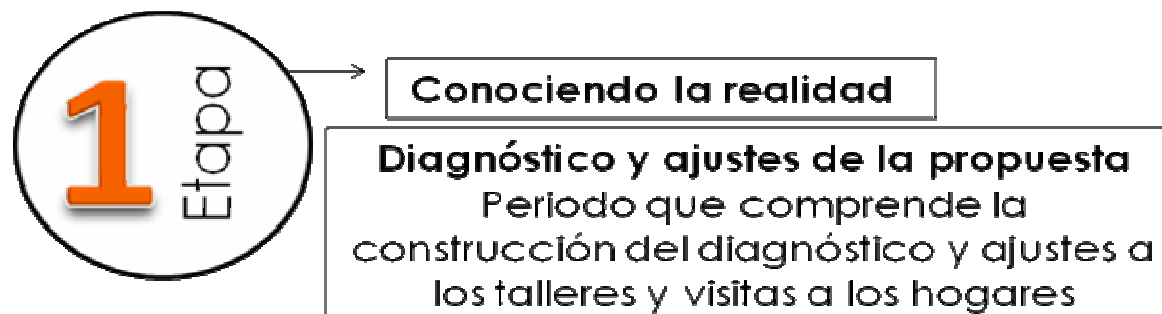 1
Etapa
Conociendo la realidad
Diagnóstico y ajustes de la propuesta
Periodo que comprende la
construcción del diagnóstico y ajustes a
los talleres y visitas a los hogares